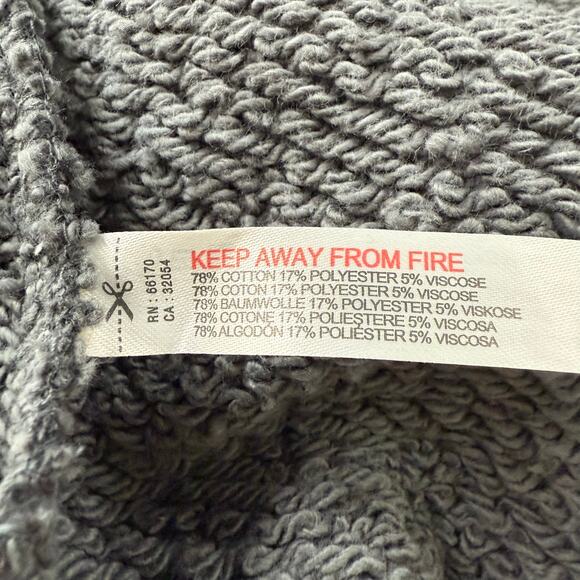 RN : 66170
CA : 32054
KEEP AWAY FROM FIRE
78% COTTON 17% POLYESTER 5% VISCOSE
78% COTON 17% POLYESTER 5% VISCOSE
78% BAUMWOLLE 17% POLYESTER 5% VISKOSE
78% COTONE 17% POLIESTERE 5% VISCOSA
78% ALGODÓN 17% POLIÉSTER 5% VISCOSA